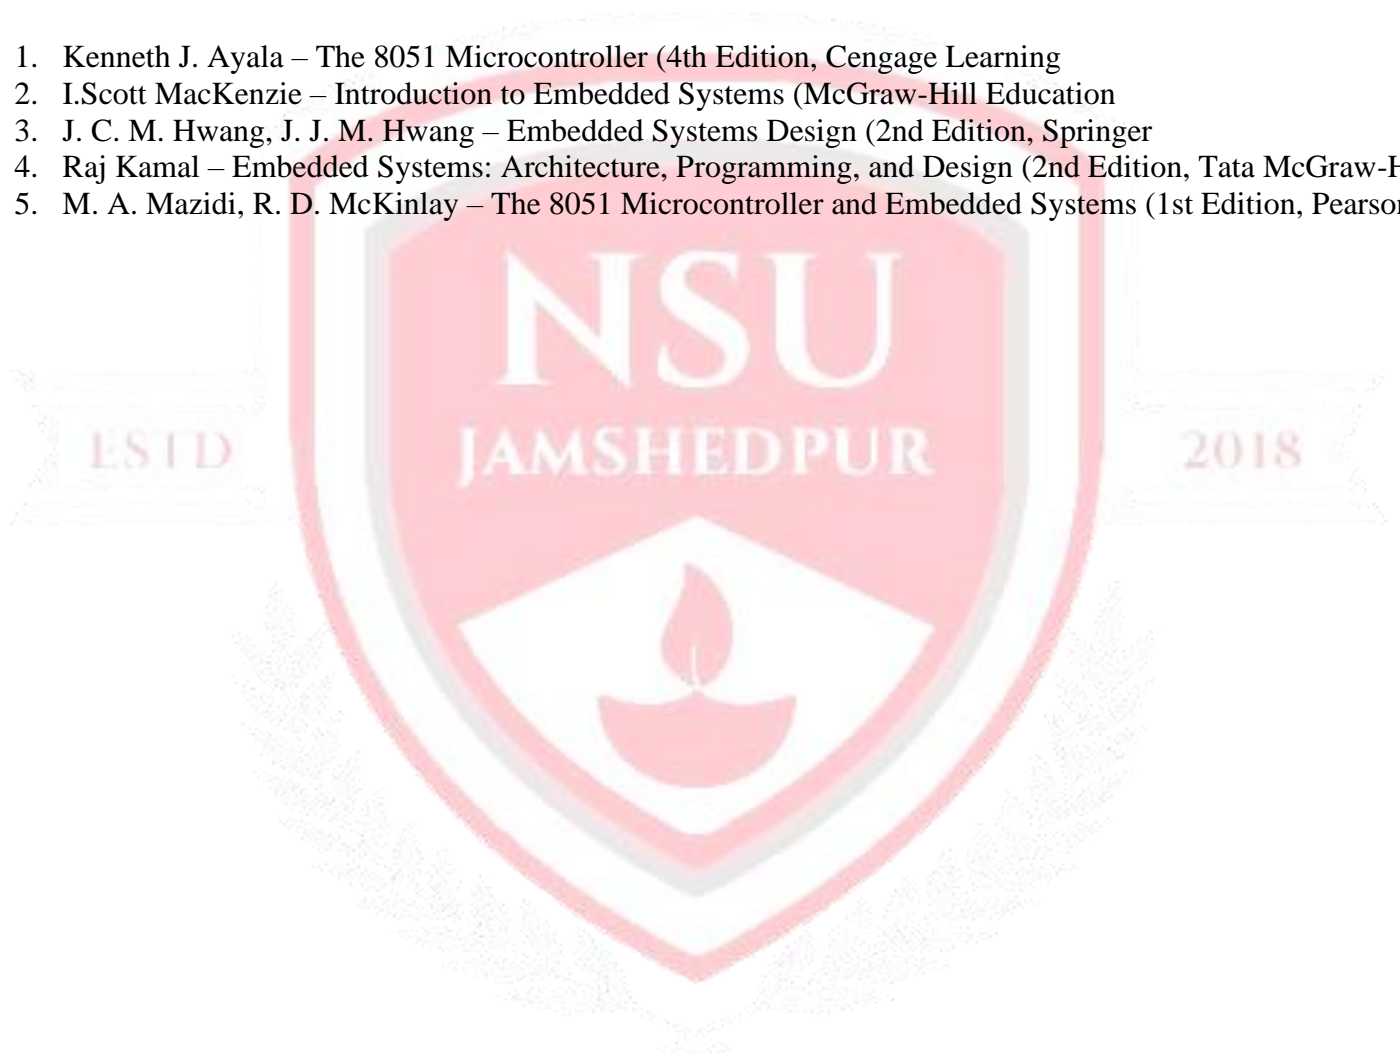 1. Kenneth J. Ayala – The 8051 Microcontroller (4th Edition, Cengage Learning
2. I.Scott MacKenzie – Introduction to Embedded Systems (McGraw-Hill Education
3. J. C. M. Hwang, J. J. M. Hwang – Embedded Systems Design (2nd Edition, Springer
4. Raj Kamal – Embedded Systems: Architecture, Programming, and Design (2nd Edition, Tata McGraw-H
5. M. A. Mazidi, R. D. McKinlay – The 8051 Microcontroller and Embedded Systems (1st Edition, Pearson
NSU
JAMSHEDPUR
ESTD 2018